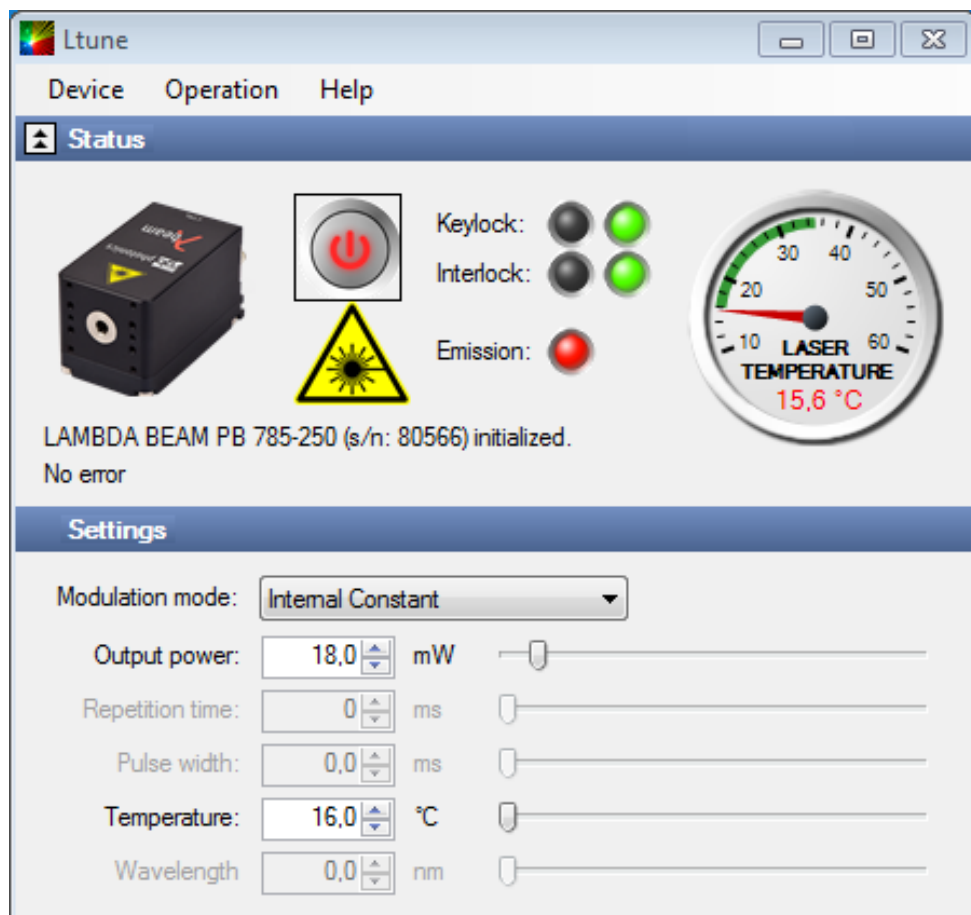 Ltune
Device Operation Help
Status
Keylock:
Interlock:
Emission:
10 20 30 40 50 60
LASER
TEMPERATURE
15,6 °C
beam
photonics
LAMBDA BEAM PB 785-250 (s/n: 80566) initialized.
No error
Settings
Modulation mode: Internal Constant
Output power: 18,0 mW
Repetition time: 0 ms
Pulse width: 0,0 ms
Temperature: 16,0 °C
Wavelength 0,0 nm